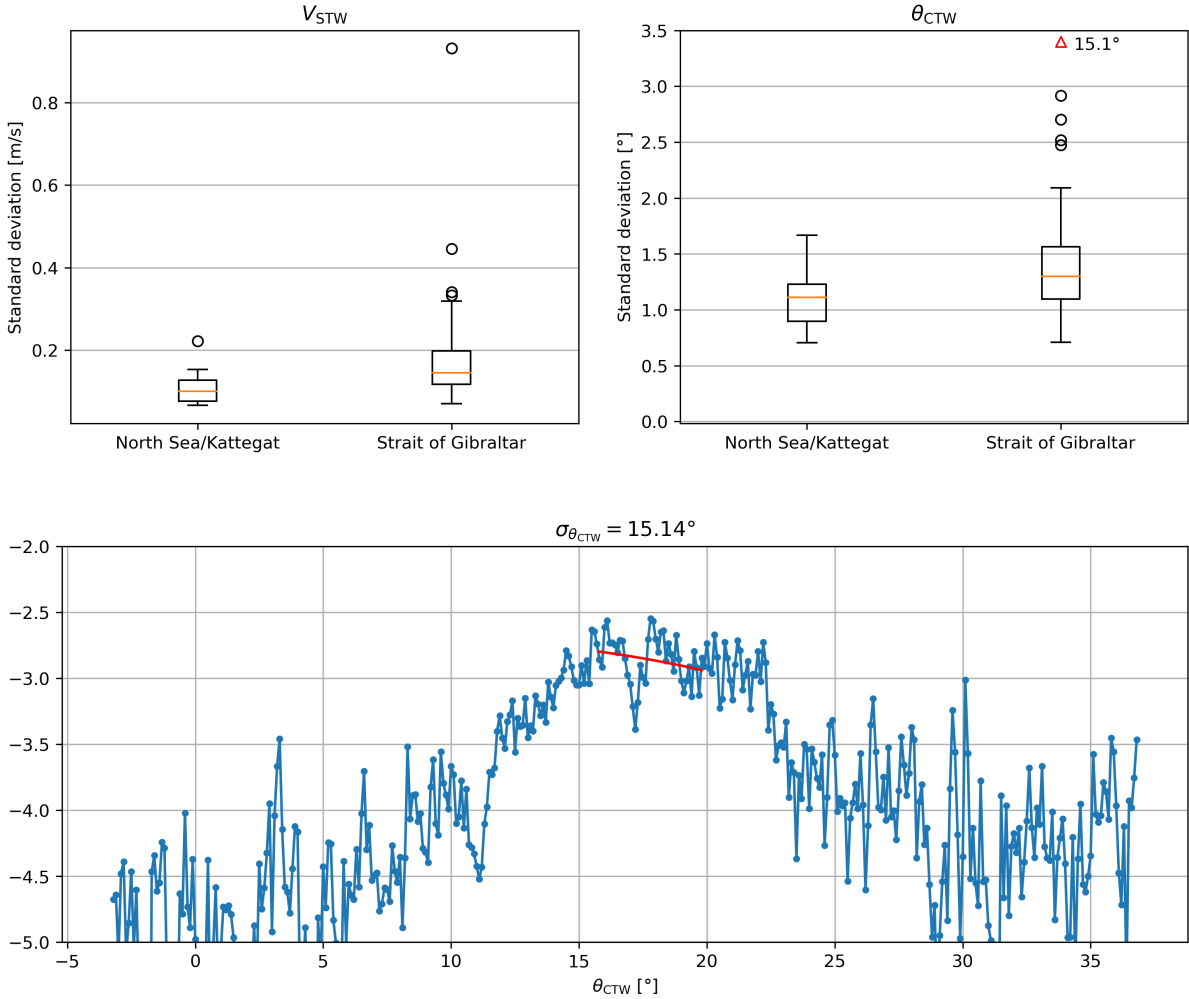 V_STW
Standard deviation [m/s]
0.8
0.6
0.4
0.2
North Sea/Kattegat
Strait of Gibraltar
θ_CTW
Standard deviation [°]
3.5
3.0
2.5
2.0
1.5
1.0
0.5
0.0
15.1°
North Sea/Kattegat
Strait of Gibraltar
σ_θ_CTW = 15.14°
−2.0
−2.5
−3.0
−3.5
−4.0
−4.5
−5.0
−5 0 5 10 15 20 25 30 35
θ_CTW [°]